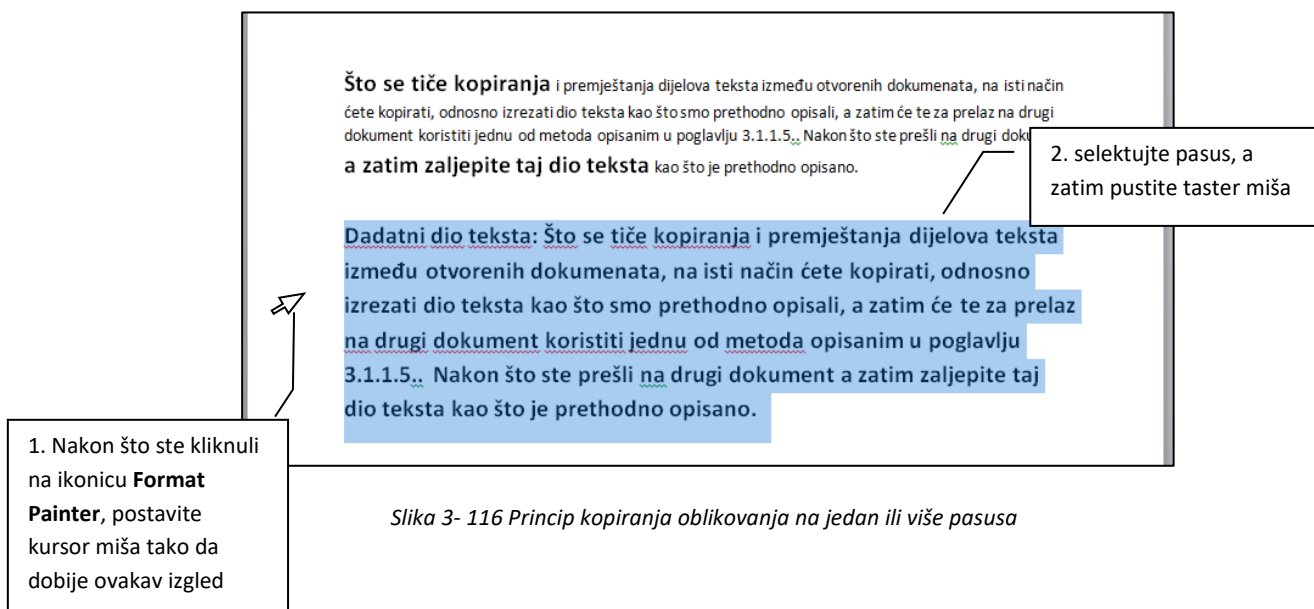 Što se tiče kopiranja i premještanja dijelova teksta između otvorenih dokumenata, na isti način
ćete kopirati, odnosno izrezati dio teksta kao što smo prethodno opisali, a zatim će te za prelaz na drugi
dokument koristiti jednu od metoda opisanim u poglavlju 3.1.1.5.. Nakon što ste prešli na drugi doku
a zatim zaljepite taj dio teksta kao što je prethodno opisano.
2. selektujte pasus, a
zatim pustite taster miša
Dadatni dio teksta: Što se tiče kopiranja i premještanja dijelova teksta
između otvorenih dokumenata, na isti način ćete kopirati, odnosno
izrezati dio teksta kao što smo prethodno opisali, a zatim će te za prelaz
na drugi dokument koristiti jednu od metoda opisanim u poglavlju
3.1.1.5.. Nakon što ste prešli na drugi dokument a zatim zaljepite taj
dio teksta kao što je prethodno opisano.
1. Nakon što ste kliknuli
na ikonicu Format
Painter, postavite
kursor miša tako da
dobije ovakav izgled
Slika 3- 116 Princip kopiranja oblikovanja na jedan ili više pasusa